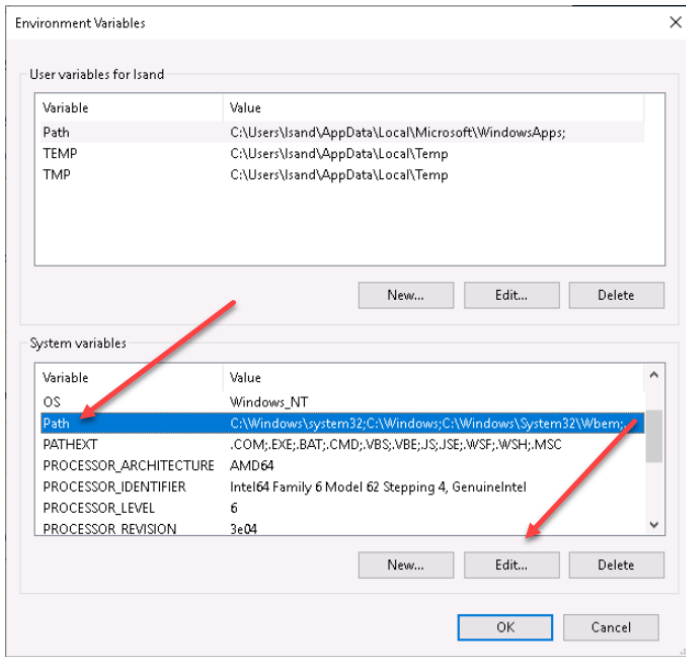 Environment Variables
User variables for lsand
Variable Value
Path C:\Users\lsand\AppData\Local\Microsoft\WindowsApps;
TEMP C:\Users\lsand\AppData\Local\Temp
TMP C:\Users\lsand\AppData\Local\Temp
New... Edit... Delete
System variables
Variable Value
OS Windows_NT
Path C:\Windows\system32;C:\Windows;C:\Windows\System32\Wbem;...
PATHEXT .COM;.EXE;.BAT;.CMD;.VBS;.VBE;.JS;.JSE;.WSF;.WSH;.MSC
PROCESSOR_ARCHITECTURE AMD64
PROCESSOR_IDENTIFIER Intel64 Family 6 Model 62 Stepping 4, GenuineIntel
PROCESSOR_LEVEL 6
PROCESSOR_REVISION 3e04
New... Edit... Delete
OK Cancel